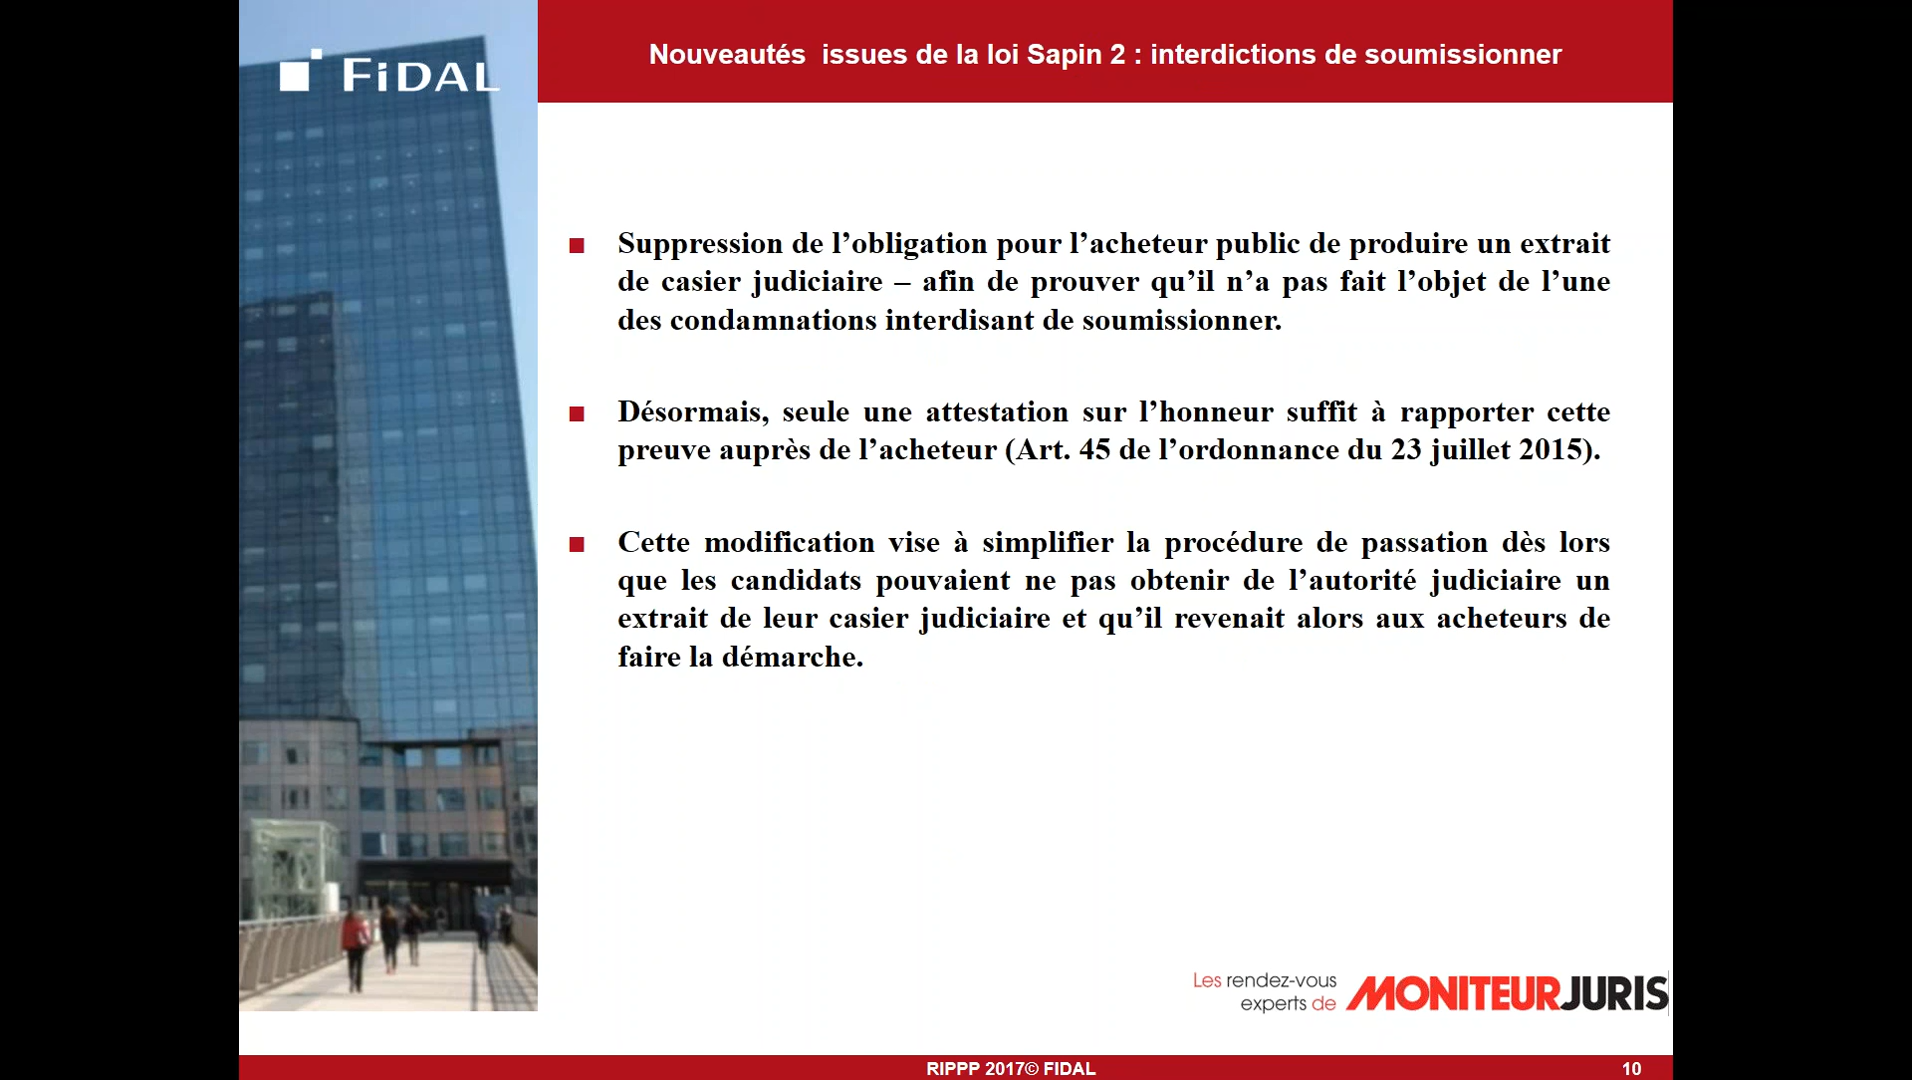 FiDAL
Nouveautés issues de la loi Sapin 2 : interdictions de soumissionner
Suppression de l’obligation pour l’acheteur public de produire un extrait
de casier judiciaire – afin de prouver qu’il n’a pas fait l’objet de l’une
des condamnations interdisant de soumissionner.
Désormais, seule une attestation sur l’honneur suffit à rapporter cette
preuve auprès de l’acheteur (Art. 45 de l’ordonnance du 23 juillet 2015).
Cette modification vise à simplifier la procédure de passation dès lors
que les candidats pouvaient ne pas obtenir de l’autorité judiciaire un
extrait de leur casier judiciaire et qu’il revenait alors aux acheteurs de
faire la démarche.
Les rendez-vous
experts de MONITEURJURIS
RIPPP 2017© FIDAL
10